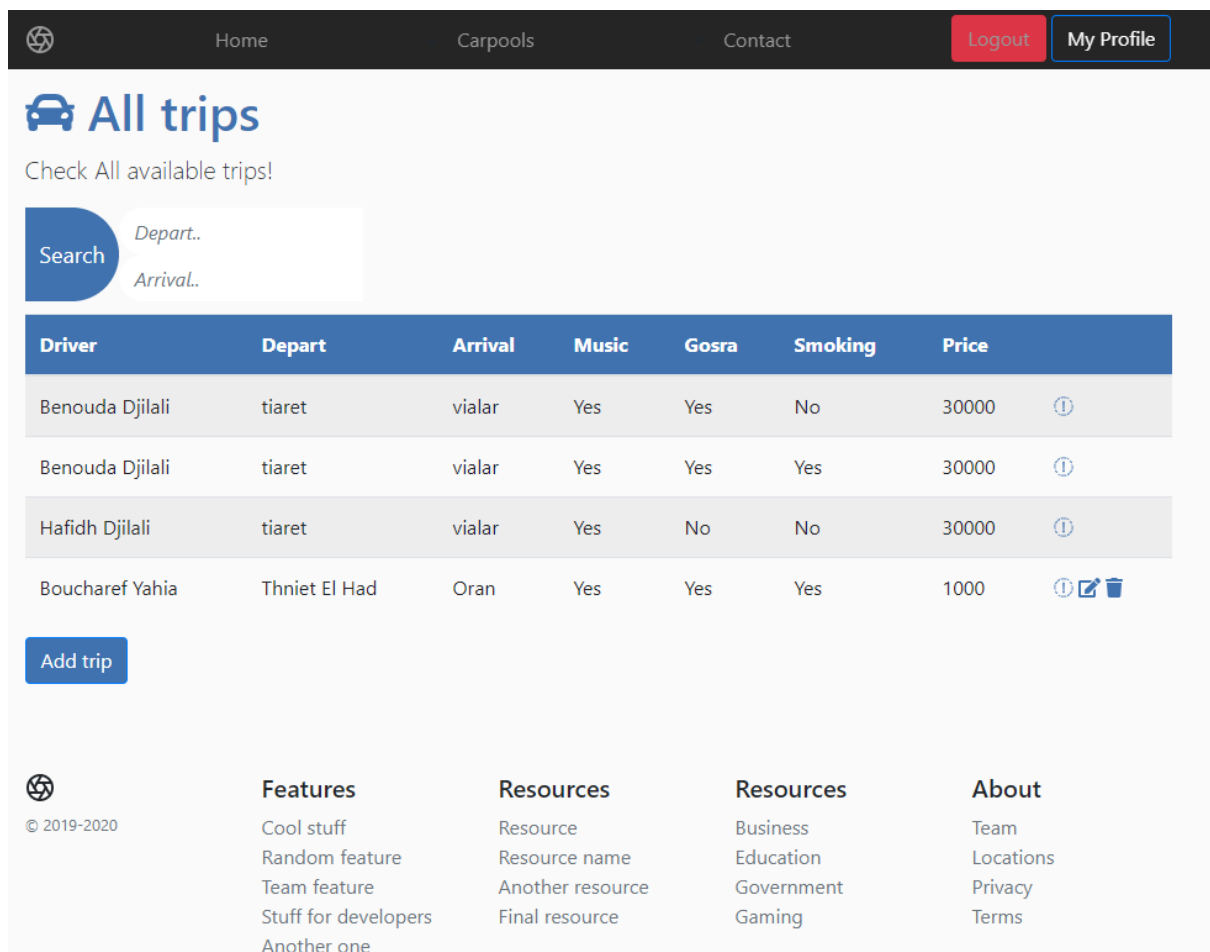 Home Carpools Contact Logout My Profile
All trips
Check All available trips!
Search
Depart..
Arrival..
Driver Depart Arrival Music Gosra Smoking Price
Benouda Djilali tiaret vialar Yes Yes No 30000
Benouda Djilali tiaret vialar Yes Yes Yes 30000
Hafidh Djilali tiaret vialar Yes No No 30000
Boucharef Yahia Thniet El Had Oran Yes Yes Yes 1000
Add trip
© 2019-2020
Features
Cool stuff
Random feature
Team feature
Stuff for developers
Another one
Resources
Resource
Resource name
Another resource
Final resource
Resources
Business
Education
Government
Gaming
About
Team
Locations
Privacy
Terms